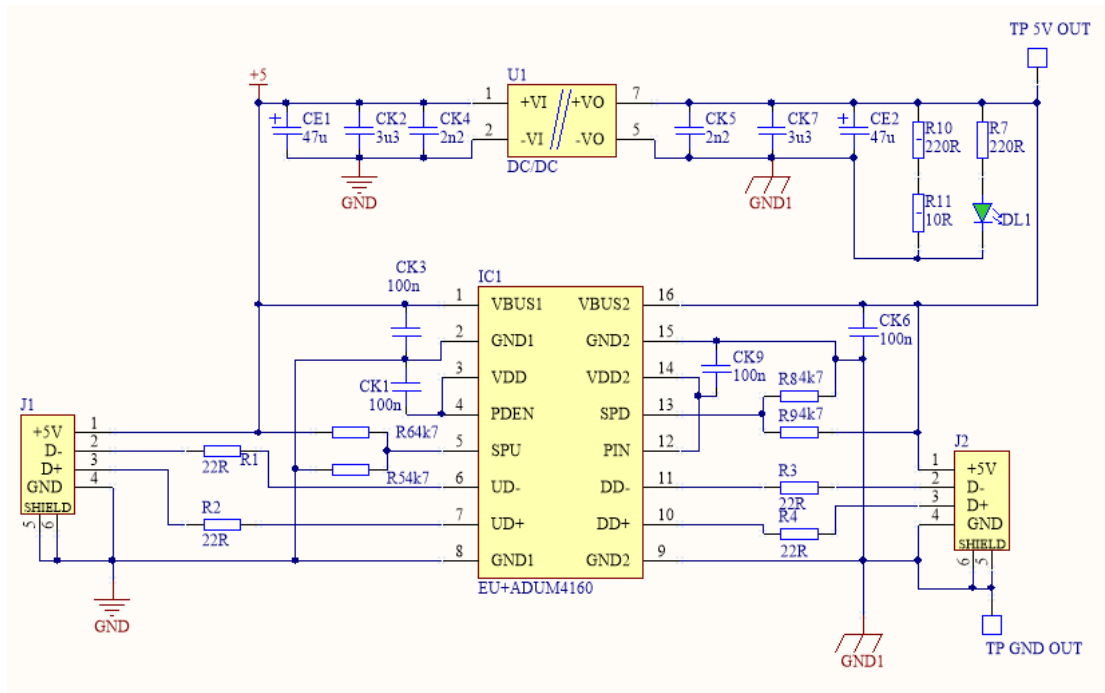 TP 5V OUT
+5
U1
1 +VI +VO 7
2 -VI -VO 5
DC/DC
CE1
47u
CK2
3u3
CK4
2n2
CK5
2n2
CK7
3u3
CE2
47u
R10
220R
R7
220R
R11
10R
DL1
GND
GND1
CK3
100n
IC1
1 VBUS1 VBUS2 16
2 GND1 GND2 15
3 VDD VDD2 14
4 PDEN SPD 13
5 SPU PIN 12
6 UD- DD- 11
7 UD+ DD+ 10
8 GND1 GND2 9
EU+ADUM4160
CK6
100n
CK9
100n
CK1
100n
R84k7
R94k7
J1
+5V 1
D- 2
D+ 3
GND 4
SHIELD
5 6
R64k7
R54k7
22R R1
R2
22R
R3
22R
R4
22R
J2
1 +5V
2 D-
3 D+
4 GND
SHIELD
6 5
GND
GND1
TP GND OUT